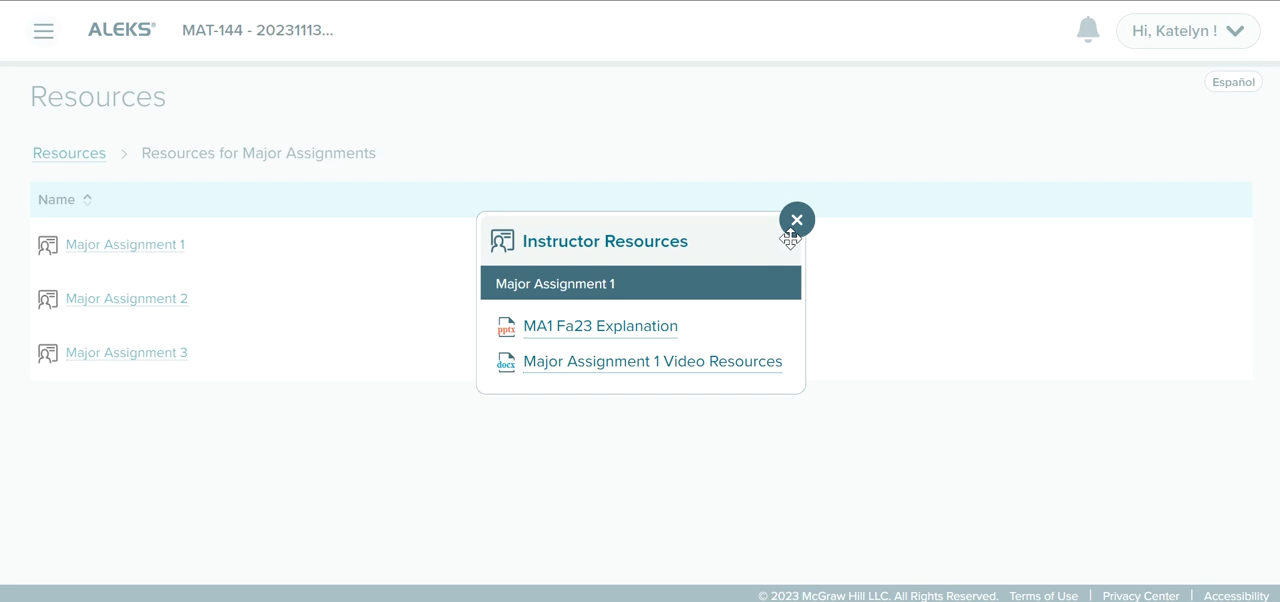 ALEKS® MAT-144 - 20231113... Hi, Katelyn !
Español
Resources
Resources > Resources for Major Assignments
Name
Major Assignment 1
Major Assignment 2
Major Assignment 3
Instructor Resources
Major Assignment 1
pptx MA1 Fa23 Explanation
docx Major Assignment 1 Video Resources
© 2023 McGraw Hill LLC. All Rights Reserved. Terms of Use | Privacy Center | Accessibility